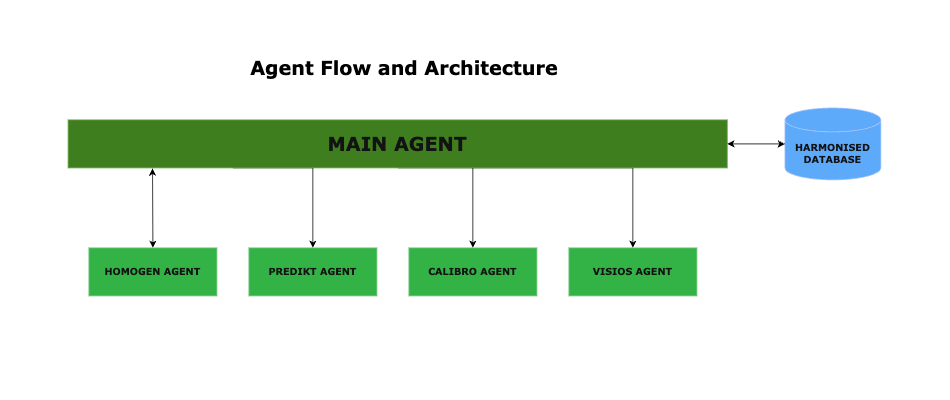 Agent Flow and Architecture
MAIN AGENT
HARMONISED
DATABASE
HOMOGEN AGENT
PREDIKT AGENT
CALIBRO AGENT
VISIOS AGENT